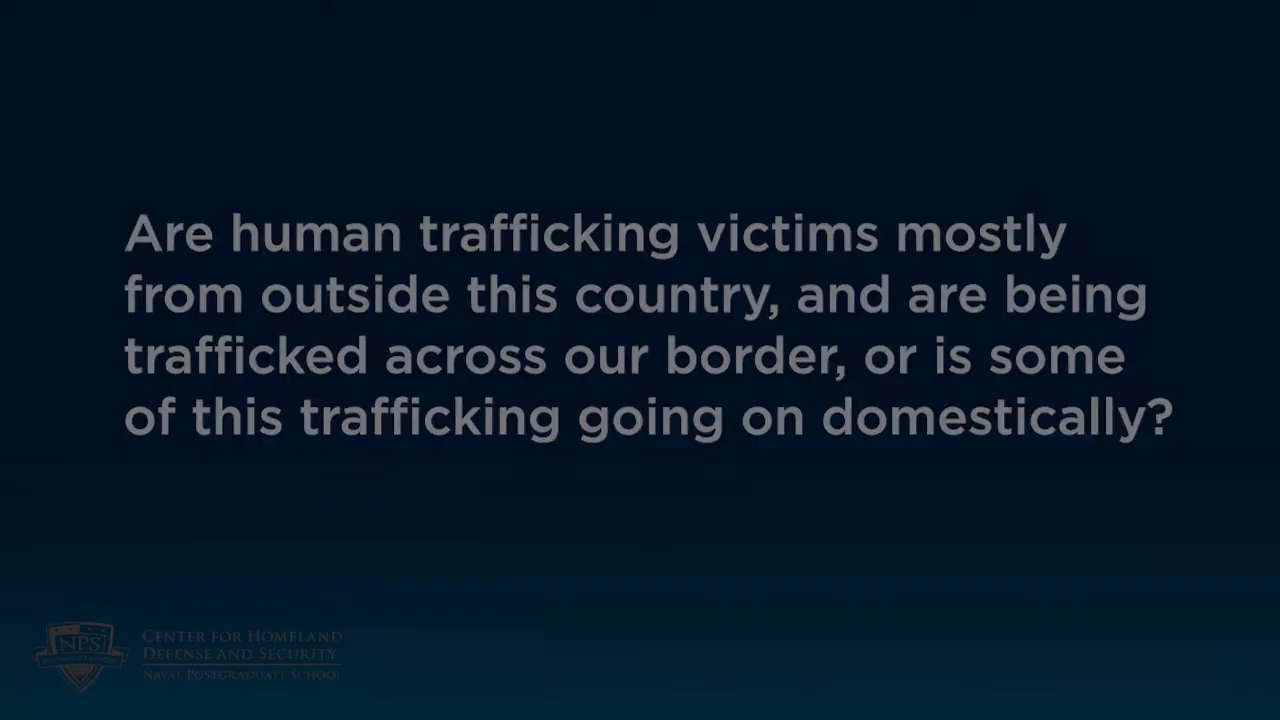 Are human trafficking victims mostly
from outside this country, and are being
trafficked across our border, or is some
of this trafficking going on domestically?
NPS
Center for Homeland
Defense and Security
Naval Postgraduate School